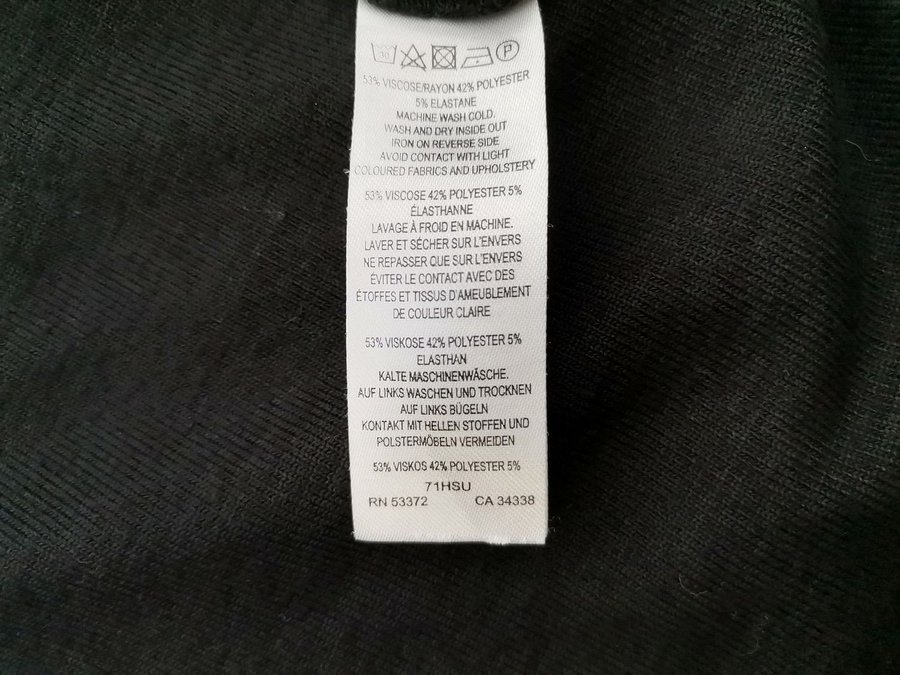 30
P
53% VISCOSE/RAYON 42% POLYESTER
5% ELASTANE
MACHINE WASH COLD.
WASH AND DRY INSIDE OUT
IRON ON REVERSE SIDE
AVOID CONTACT WITH LIGHT
COLOURED FABRICS AND UPHOLSTERY
53% VISCOSE 42% POLYESTER 5%
ÉLASTHANNE
LAVAGE À FROID EN MACHINE.
LAVER ET SÉCHER SUR L'ENVERS
NE REPASSER QUE SUR L'ENVERS
ÉVITER LE CONTACT AVEC DES
ÉTOFFES ET TISSUS D'AMEUBLEMENT
DE COULEUR CLAIRE
53% VISKOSE 42% POLYESTER 5%
ELASTHAN
KALTE MASCHINENWÄSCHE.
AUF LINKS WASCHEN UND TROCKNEN
AUF LINKS BÜGELN
KONTAKT MIT HELLEN STOFFEN UND
POLSTERMÖBELN VERMEIDEN
53% VISKOS 42% POLYESTER 5%
71HSU
RN 53372 CA 34338